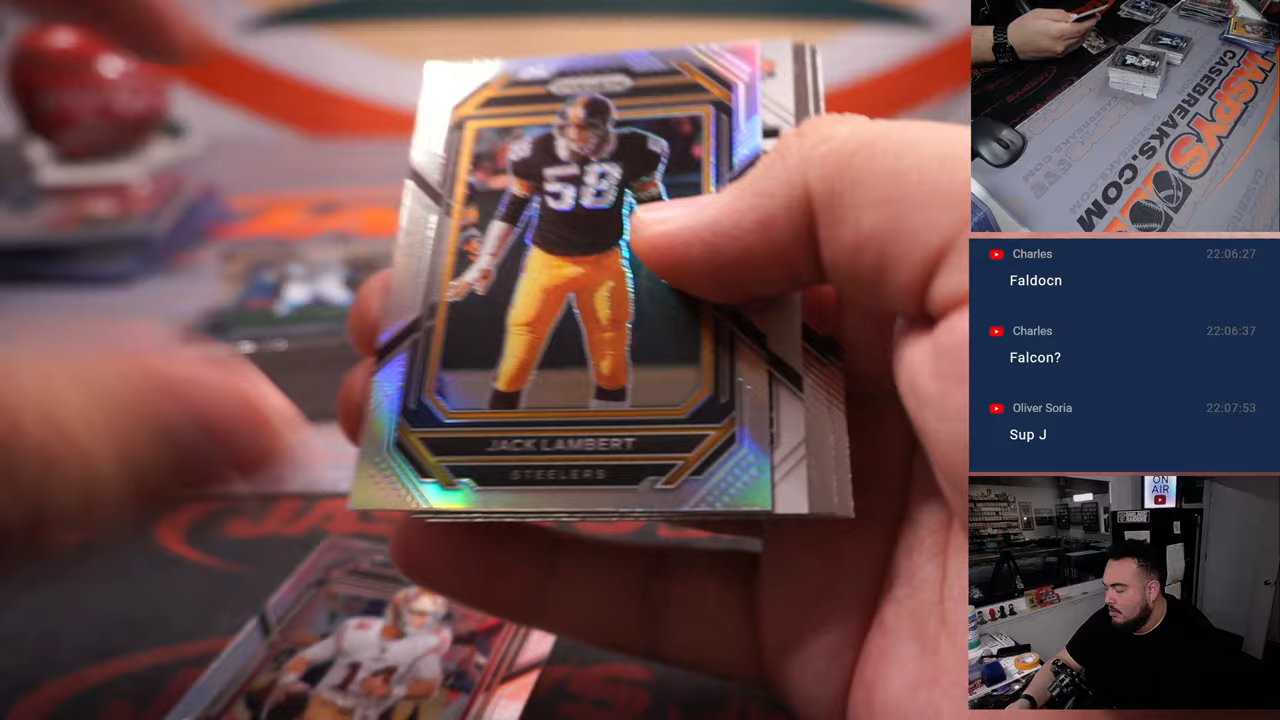 58
JACK LAMBERT
STEELERS
JASPYS
CASEBREAKS.COM
Charles 22:06:27
Faldocn
Charles 22:06:37
Falcon?
Oliver Soria 22:07:53
Sup J
ON
AIR